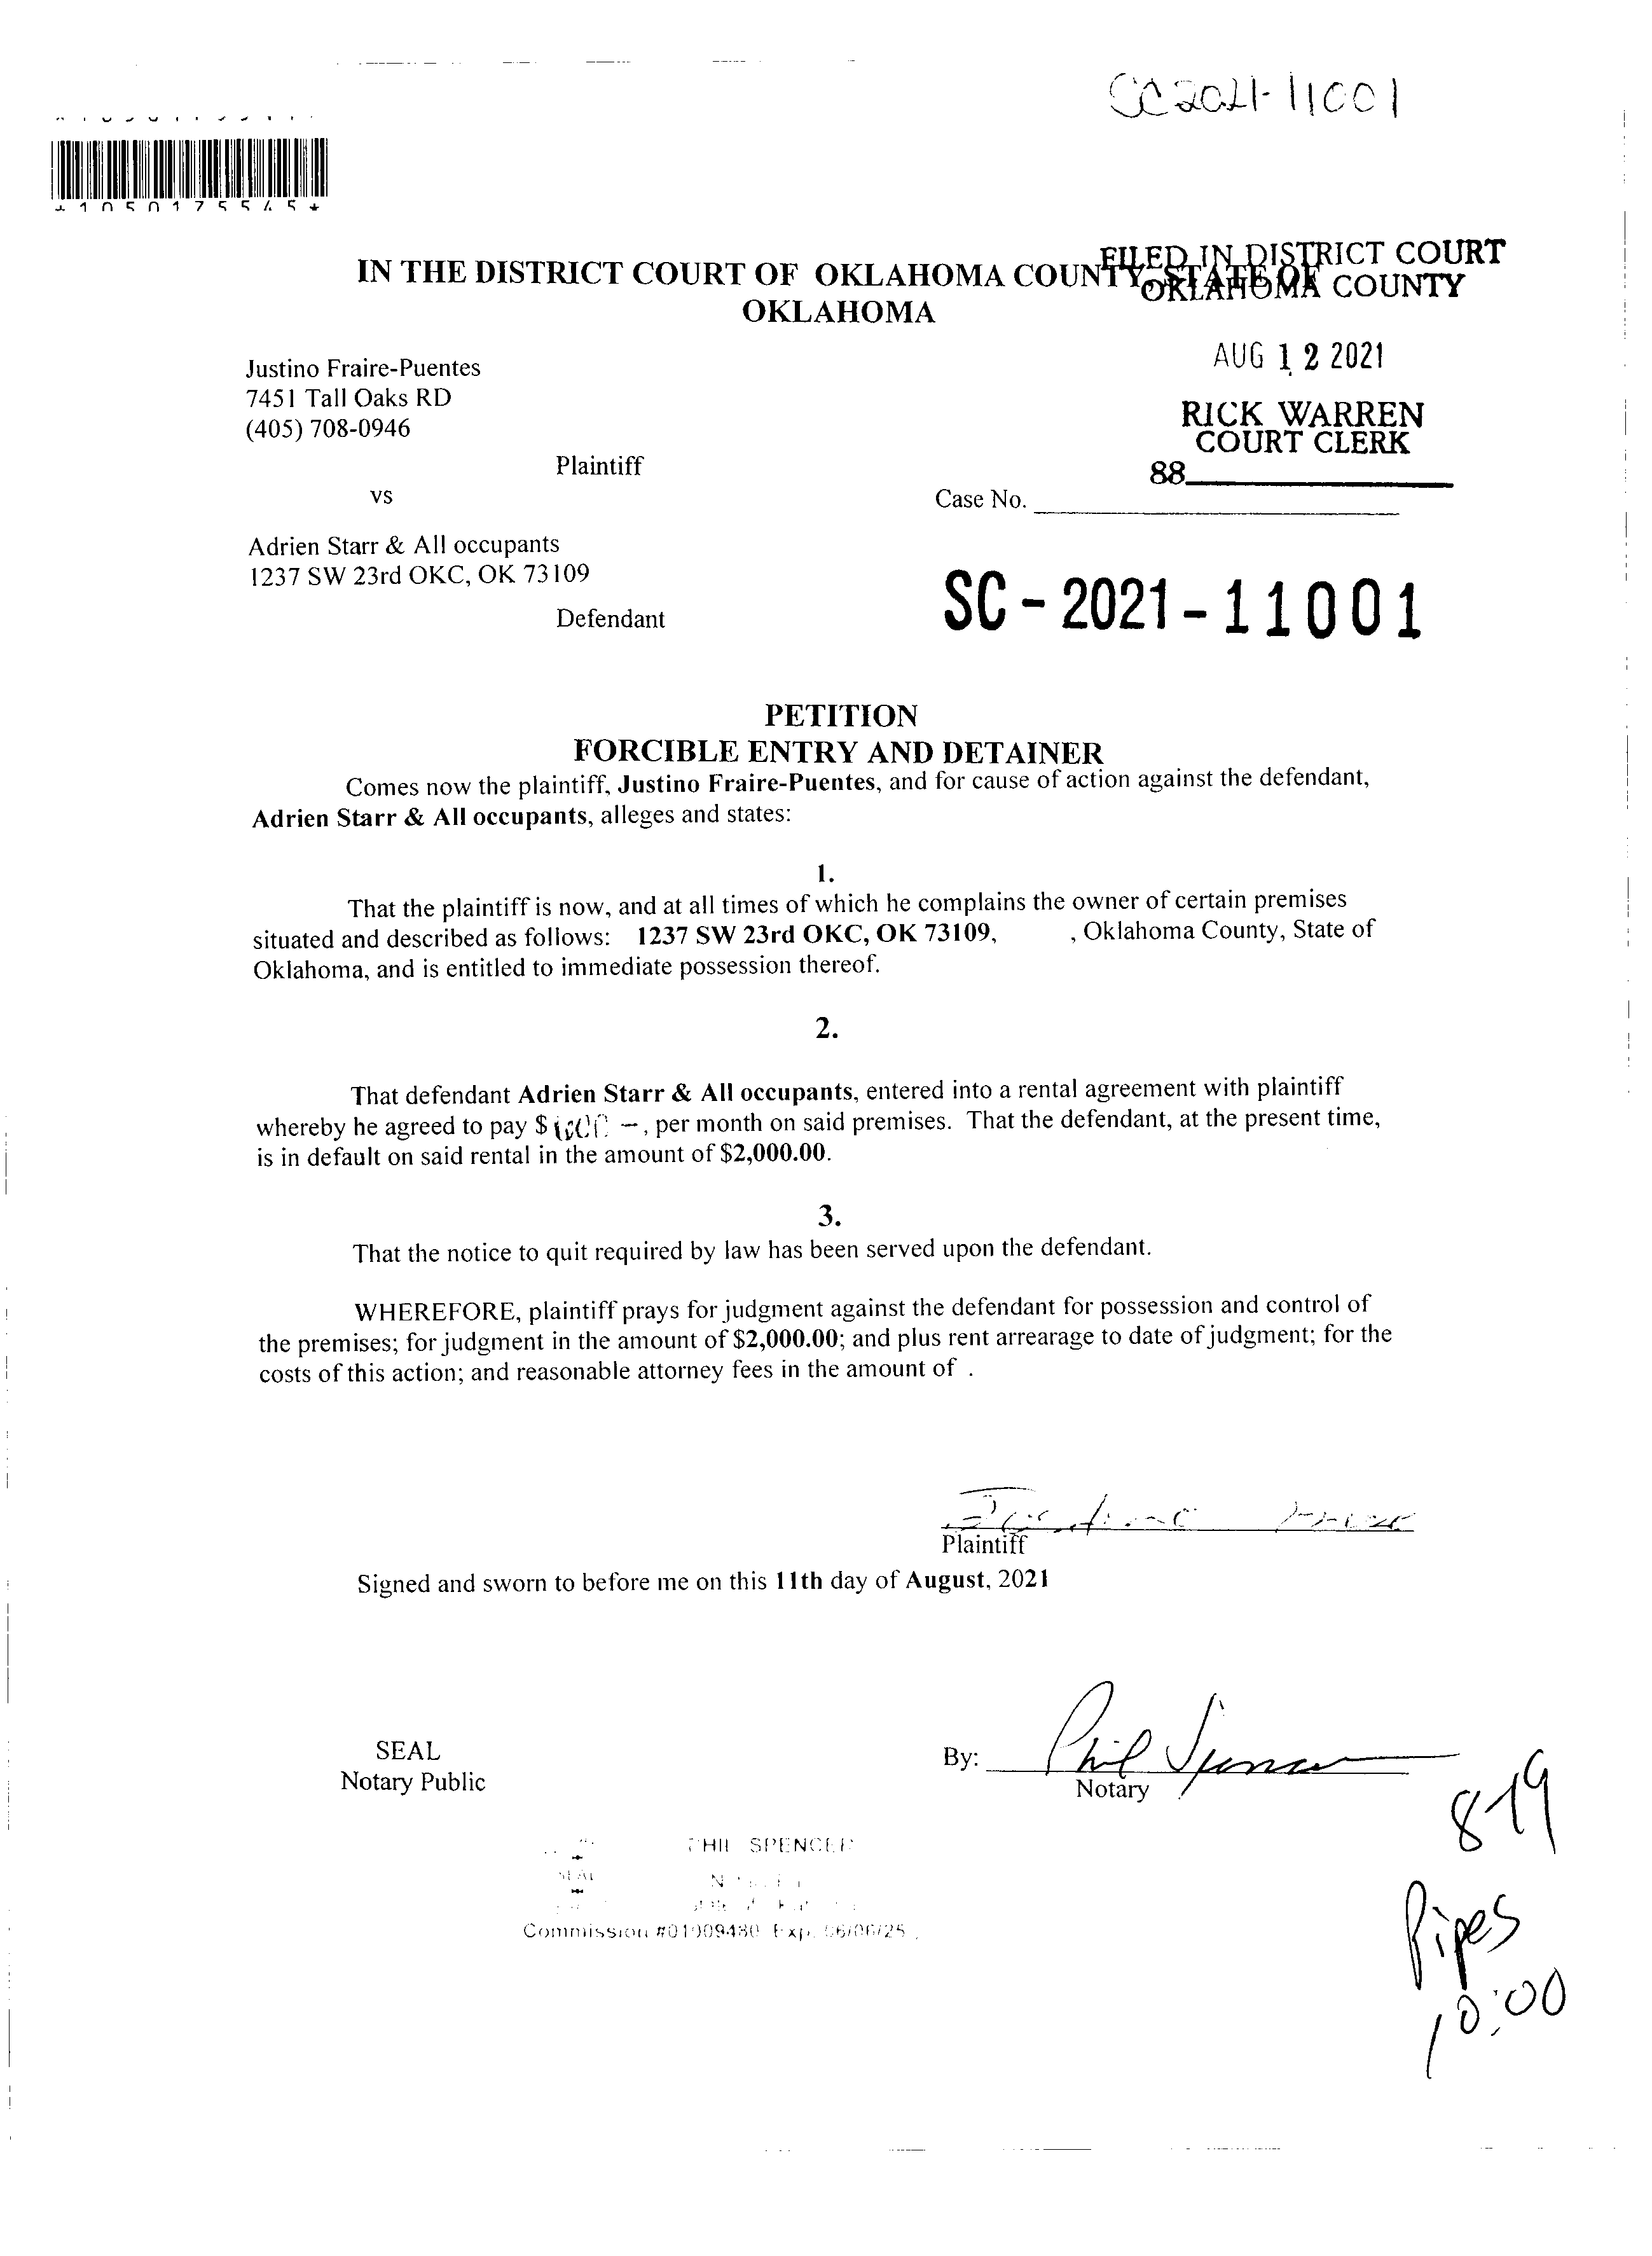 SC2021-11001
IN THE DISTRICT COURT OF OKLAHOMA COUNTY, STATE OF
OKLAHOMA
FILED IN DISTRICT COURT
OKLAHOMA COUNTY
AUG 12 2021
RICK WARREN
COURT CLERK
88
Justino Fraire-Puentes
7451 Tall Oaks RD
(405) 708-0946
Plaintiff
vs
Case No.
Adrien Starr & All occupants
1237 SW 23rd OKC, OK 73109
Defendant
SC-2021-11001
PETITION
FORCIBLE ENTRY AND DETAINER
Comes now the plaintiff, Justino Fraire-Puentes, and for cause of action against the defendant,
Adrien Starr & All occupants, alleges and states:
1.
That the plaintiff is now, and at all times of which he complains the owner of certain premises
situated and described as follows: 1237 SW 23rd OKC, OK 73109, , Oklahoma County, State of
Oklahoma, and is entitled to immediate possession thereof.
2.
That defendant Adrien Starr & All occupants, entered into a rental agreement with plaintiff
whereby he agreed to pay $ –, per month on said premises. That the defendant, at the present time,
is in default on said rental in the amount of $2,000.00.
3.
That the notice to quit required by law has been served upon the defendant.
WHEREFORE, plaintiff prays for judgment against the defendant for possession and control of
the premises; for judgment in the amount of $2,000.00; and plus rent arrearage to date of judgment; for the
costs of this action; and reasonable attorney fees in the amount of .
Plaintiff
Signed and sworn to before me on this 11th day of August, 2021
SEAL
Notary Public
By: Phil Spencer
Notary
PHIL SPENCER
SEAL
Commission #01009480 Exp. 06/06/25
8-19
Pipes
10:00